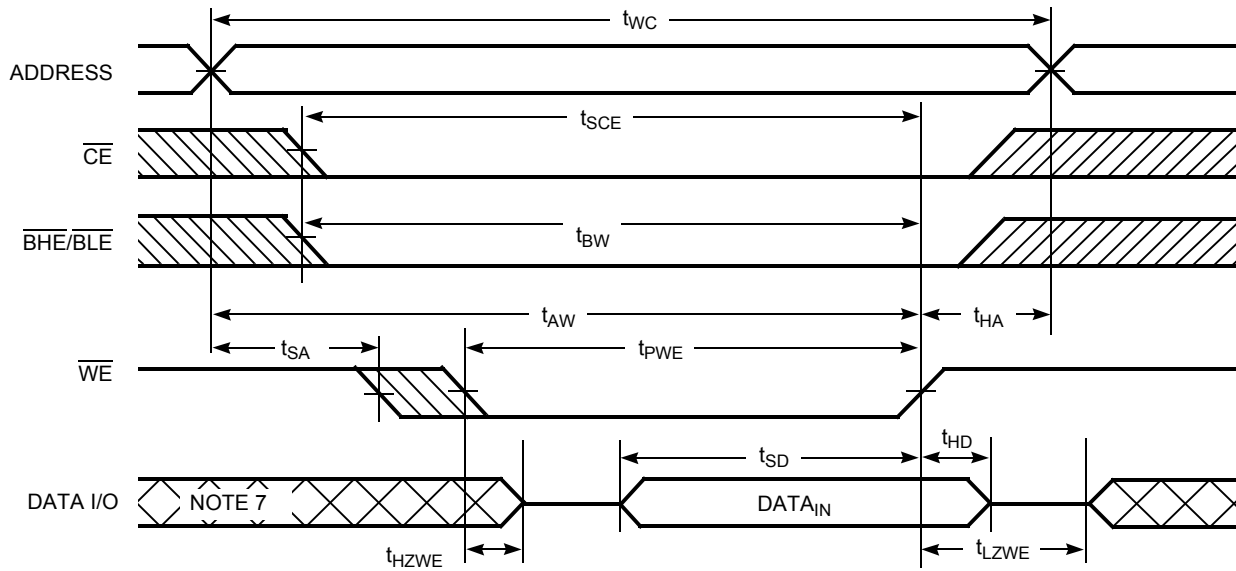 tWC
ADDRESS
tSCE
CE
BHE/BLE
tBW
tAW
tHA
tSA
tPWE
WE
tHD
tSD
DATA I/O
NOTE 7
DATAIN
tHZWE
tLZWE